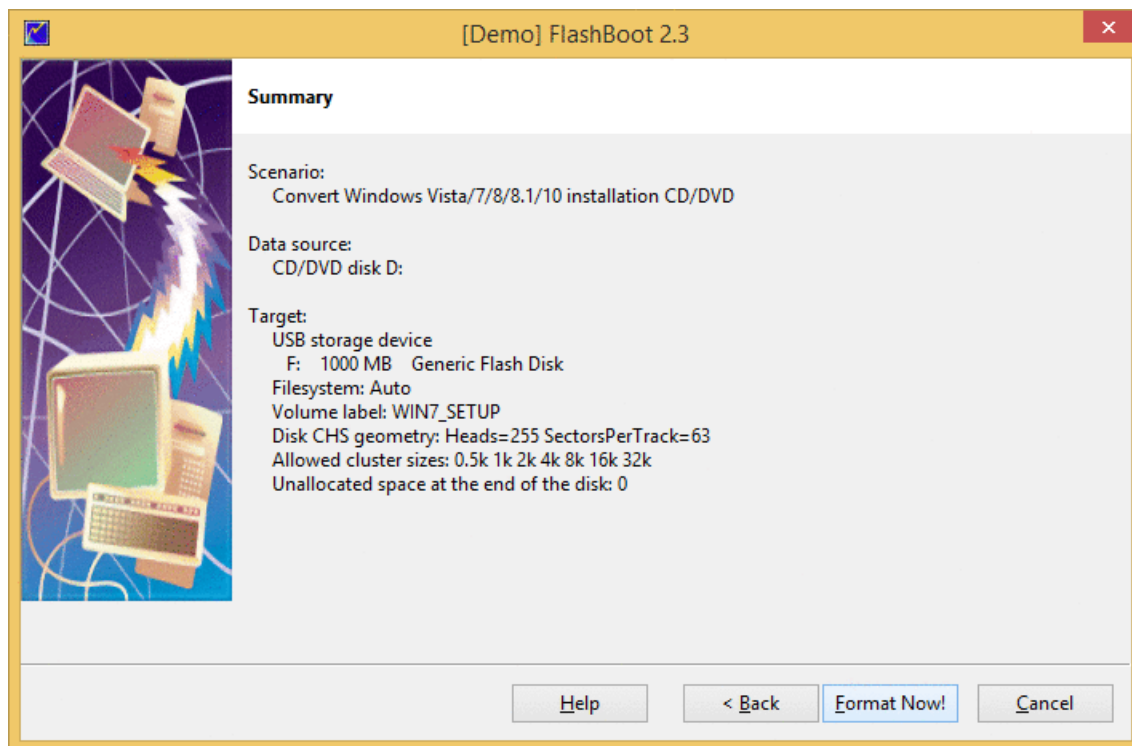 [Demo] FlashBoot 2.3
Summary
Scenario:
Convert Windows Vista/7/8/8.1/10 installation CD/DVD
Data source:
CD/DVD disk D:
Target:
USB storage device
F: 1000 MB Generic Flash Disk
Filesystem: Auto
Volume label: WIN7_SETUP
Disk CHS geometry: Heads=255 SectorsPerTrack=63
Allowed cluster sizes: 0.5k 1k 2k 4k 8k 16k 32k
Unallocated space at the end of the disk: 0
Help < Back Format Now! Cancel